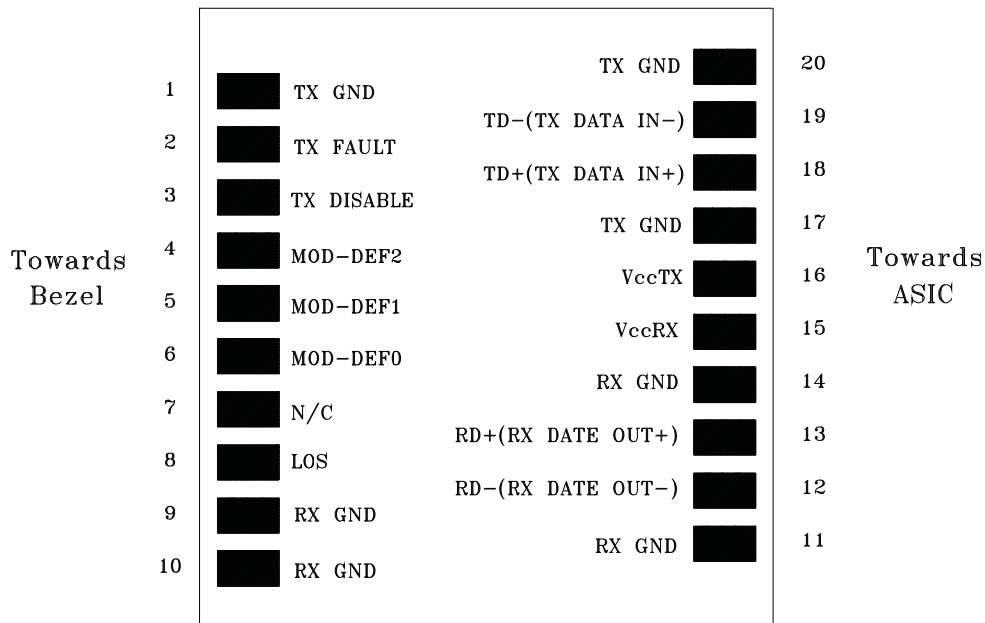 1 TX GND
2 TX FAULT
3 TX DISABLE
4 MOD-DEF2
5 MOD-DEF1
6 MOD-DEF0
7 N/C
8 LOS
9 RX GND
10 RX GND
Towards
Bezel
TX GND 20
TD-(TX DATA IN-) 19
TD+(TX DATA IN+) 18
TX GND 17
VccTX 16
VccRX 15
RX GND 14
RD+(RX DATE OUT+) 13
RD-(RX DATE OUT-) 12
RX GND 11
Towards
ASIC